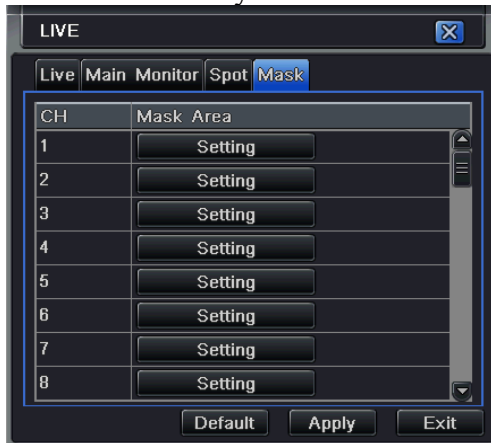 LIVE
Live Main Monitor Spot Mask
CH Mask Area
1 Setting
2 Setting
3 Setting
4 Setting
5 Setting
6 Setting
7 Setting
8 Setting
Default Apply Exit